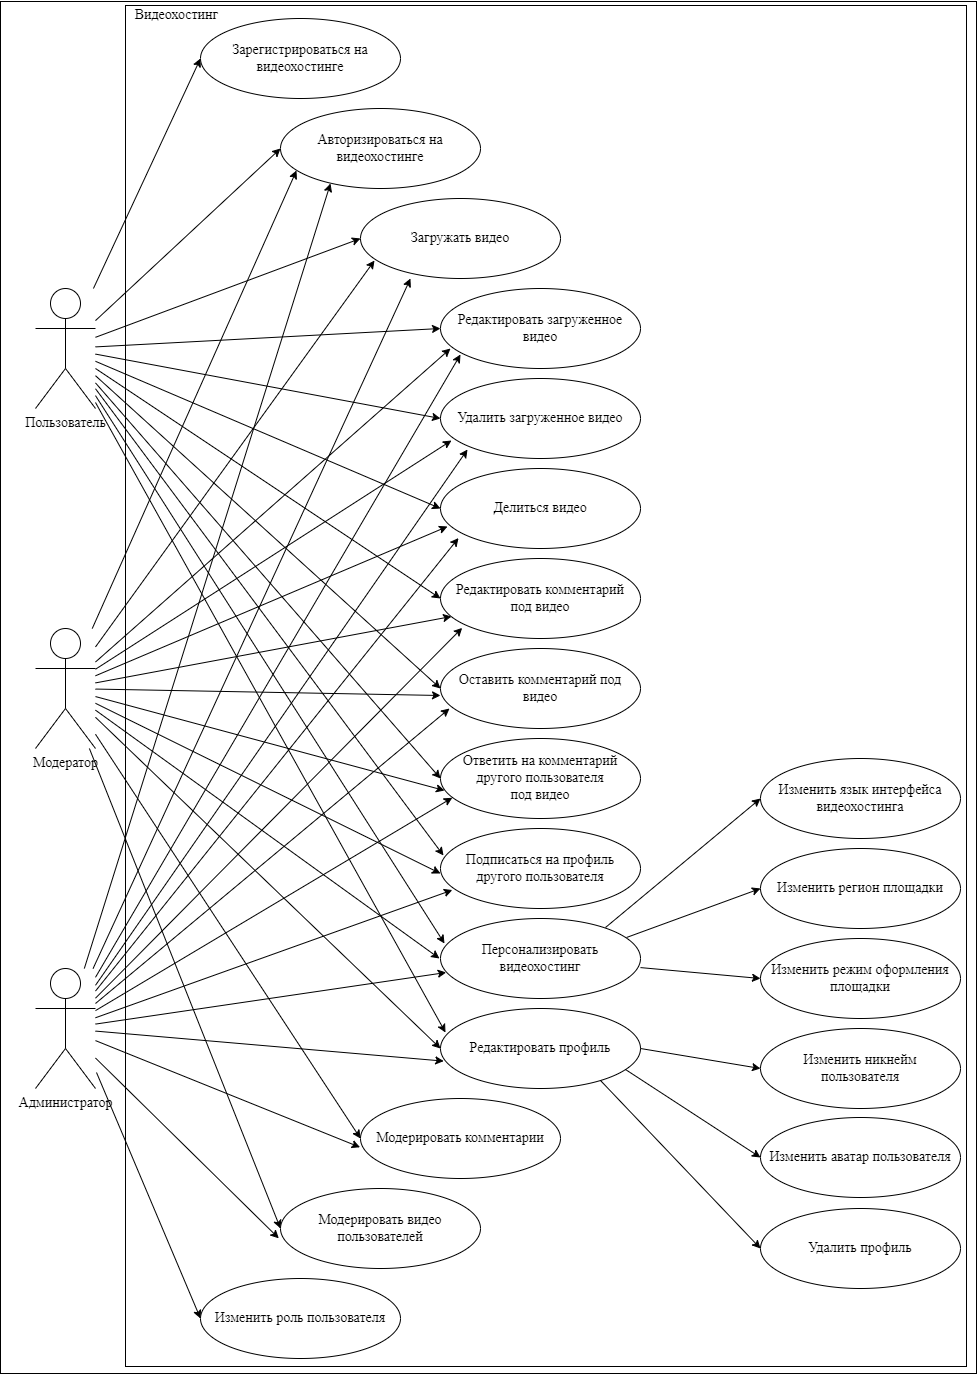 Видеохостинг
Зарегистрироваться на
видеохостинге
Авторизироваться на
видеохостинге
Загружать видео
Редактировать загруженное
видео
Пользователь
Удалить загруженное видео
Делиться видео
Редактировать комментарий
под видео
Оставить комментарий под
видео
Модератор
Ответить на комментарий
другого пользователя
под видео
Изменить язык интерфейса
видеохостинга
Подписаться на профиль
другого пользователя
Изменить регион площадки
Персонализировать
видеохостинг
Изменить режим оформления
площадки
Редактировать профиль
Изменить никнейм
пользователя
Администратор
Модерировать комментарии
Изменить аватар пользователя
Модерировать видео
пользователей
Удалить профиль
Изменить роль пользователя